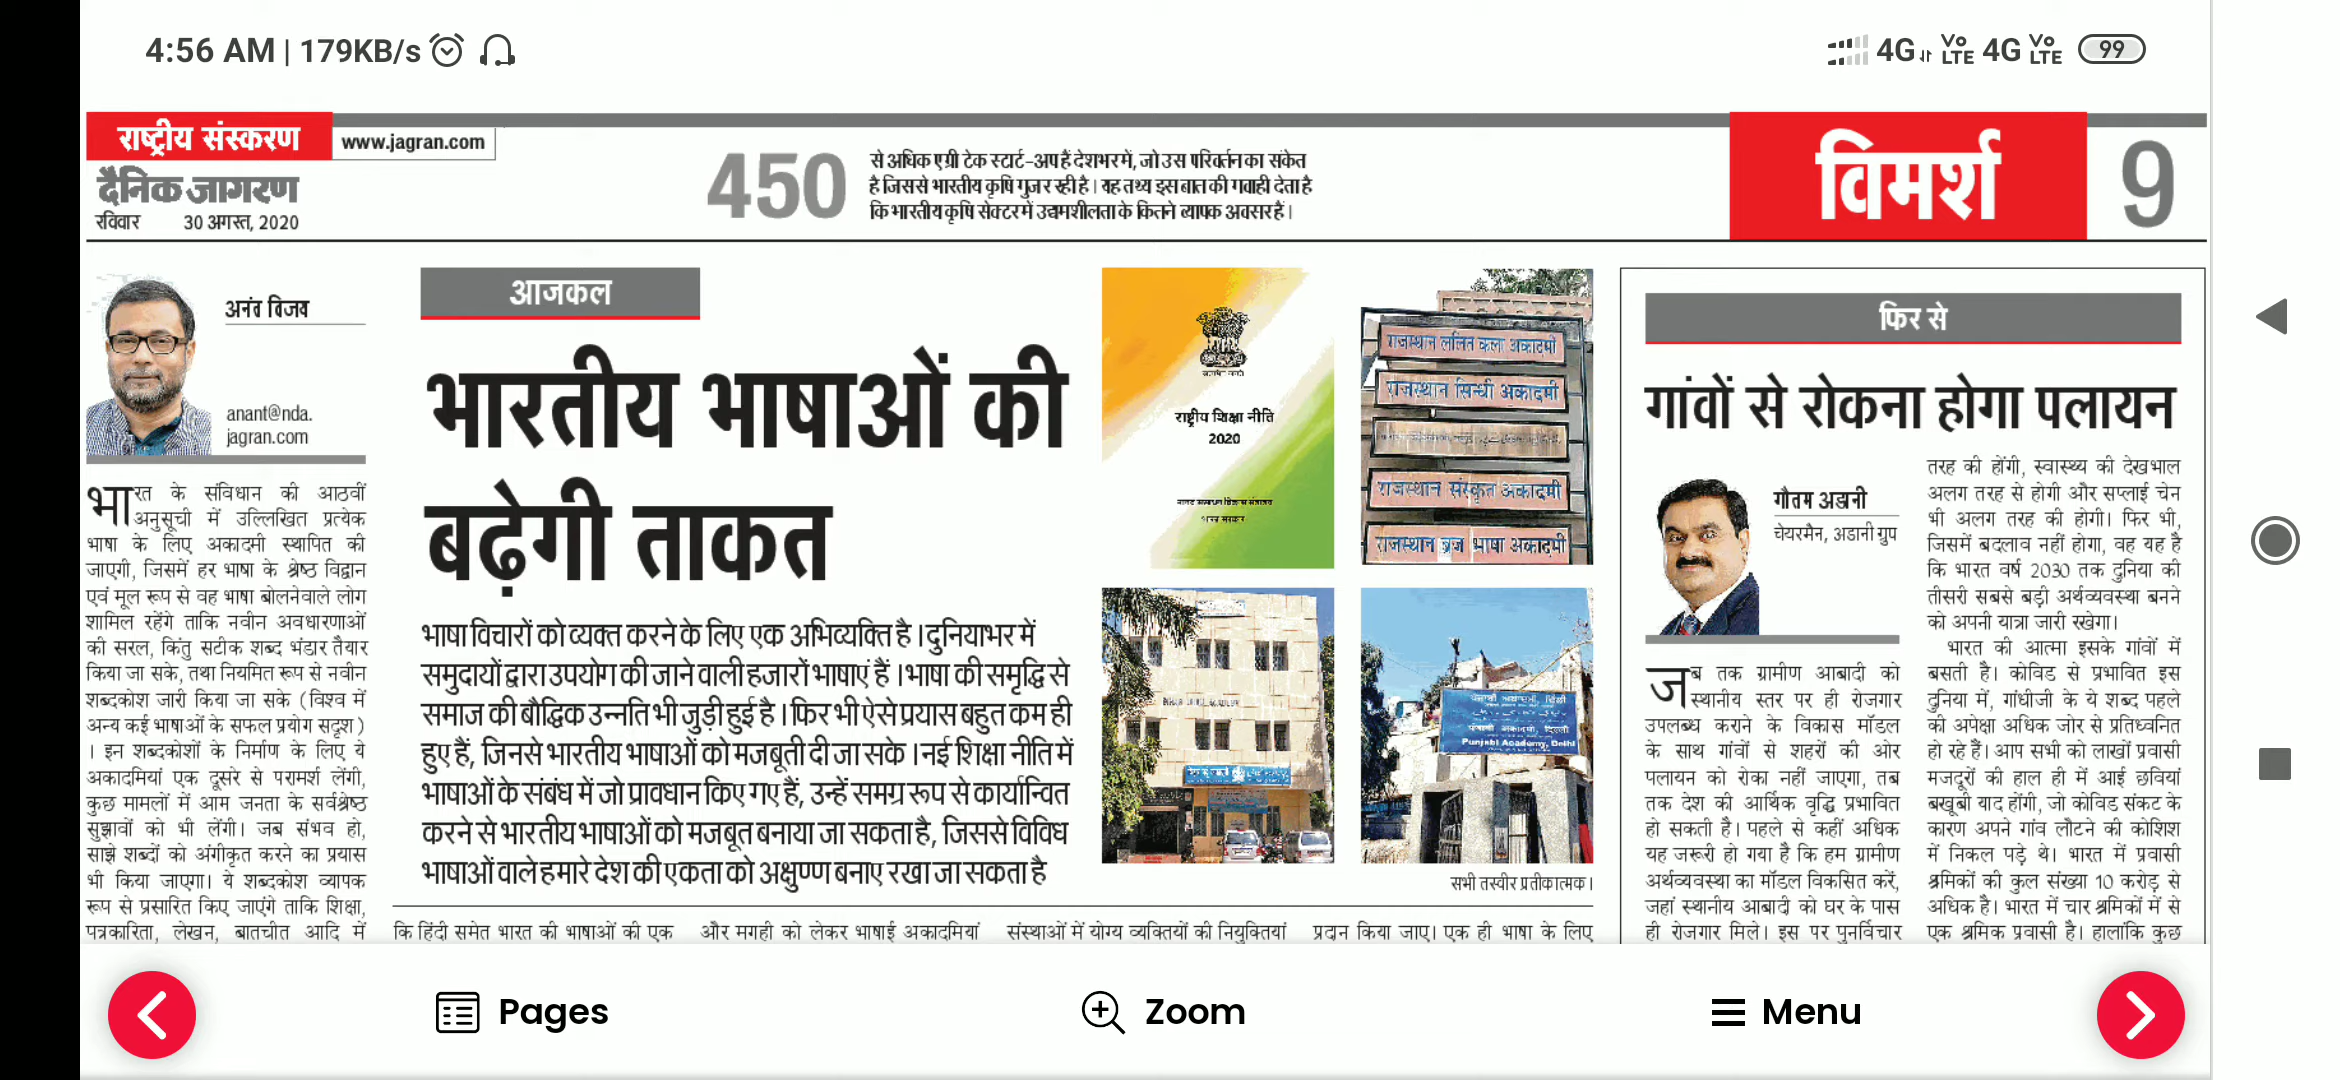 4:56 AM | 179KB/s
4G VoLTE 4G VoLTE 99
राष्ट्रीय संस्करण
www.jagran.com
दैनिक जागरण
रविवार 30 अगस्त, 2020
450
से अधिक एग्री टेक स्टार्ट-अप हैं देशभर में, जो उस परिवर्तन का संकेत
है जिससे भारतीय कृषि गुजर रही है। यह तथ्य इस बात की गवाही देता है
कि भारतीय कृषि सेक्टर में उद्यमशीलता के कितने व्यापक अवसर हैं।
विमर्श
9
अनंत विजय
anant@nda.
jagran.com
भारत के संविधान की आठवीं
अनुसूची में उल्लिखित प्रत्येक
भाषा के लिए अकादमी स्थापित की
जाएगी, जिसमें हर भाषा के श्रेष्ठ विद्वान
एवं मूल रूप से वह भाषा बोलनेवाले लोग
शामिल रहेंगे ताकि नवीन अवधारणाओं
की सरल, किंतु सटीक शब्द भंडार तैयार
किया जा सके, तथा नियमित रूप से नवीन
शब्दकोश जारी किया जा सके (विश्व में
अन्य कई भाषाओं के सफल प्रयोग सदृश)
। इन शब्दकोशों के निर्माण के लिए ये
अकादमियां एक दूसरे से परामर्श लेंगी,
कुछ मामलों में आम जनता के सर्वश्रेष्ठ
सुझावों को भी लेंगी। जब संभव हो,
साझे शब्दों को अंगीकृत करने का प्रयास
भी किया जाएगा। ये शब्दकोश व्यापक
रूप से प्रसारित किए जाएंगे ताकि शिक्षा,
पत्रकारिता, लेखन, बातचीत आदि में
आजकल
भारतीय भाषाओं की
बढ़ेगी ताकत
भाषा विचारों को व्यक्त करने के लिए एक अभिव्यक्ति है। दुनियाभर में
समुदायों द्वारा उपयोग की जाने वाली हजारों भाषाएं हैं। भाषा की समृद्धि से
समाज की बौद्धिक उन्नति भी जुड़ी हुई है। फिर भी ऐसे प्रयास बहुत कम ही
हुए हैं, जिनसे भारतीय भाषाओं को मजबूती दी जा सके। नई शिक्षा नीति में
भाषाओं के संबंध में जो प्रावधान किए गए हैं, उन्हें समग्र रूप से कार्यान्वित
करने से भारतीय भाषाओं को मजबूत बनाया जा सकता है, जिससे विविध
भाषाओं वाले हमारे देश की एकता को अक्षुण्ण बनाए रखा जा सकता है
राष्ट्रीय शिक्षा नीति
2020
मानव संसाधन विकास मंत्रालय
भारत सरकार
राजस्थान ललित कला अकादमी
राजस्थान सिन्धी अकादमी
राजस्थान संस्कृत अकादमी
राजस्थान ब्रज भाषा अकादमी
BIHAR URDU ACADEMY
पंजाबी अकादमी, दिल्ली
Punjabi Academy, Delhi
सभी तस्वीर प्रतीकात्मक।
कि हिंदी समेत भारत की भाषाओं की एक
और मगही को लेकर भाषाई अकादमियां
संस्थाओं में योग्य व्यक्तियों की नियुक्तियां
प्रदान किया जाए। एक ही भाषा के लिए
फिर से
गांवों से रोकना होगा पलायन
गौतम अडानी
चेयरमैन, अडानी ग्रुप
जब तक ग्रामीण आबादी को
स्थानीय स्तर पर ही रोजगार
उपलब्ध कराने के विकास मॉडल
के साथ गांवों से शहरों की ओर
पलायन को रोका नहीं जाएगा, तब
तक देश की आर्थिक वृद्धि प्रभावित
हो सकती है। पहले से कहीं अधिक
यह जरूरी हो गया है कि हम ग्रामीण
अर्थव्यवस्था का मॉडल विकसित करें,
जहां स्थानीय आबादी को घर के पास
ही रोजगार मिले। इस पर पुनर्विचार
तरह की होंगी, स्वास्थ्य की देखभाल
अलग तरह से होगी और सप्लाई चेन
भी अलग तरह की होगी। फिर भी,
जिसमें बदलाव नहीं होगा, वह यह है
कि भारत वर्ष 2030 तक दुनिया की
तीसरी सबसे बड़ी अर्थव्यवस्था बनने
को अपनी यात्रा जारी रखेगा।
भारत की आत्मा इसके गांवों में
बसती है। कोविड से प्रभावित इस
दुनिया में, गांधीजी के ये शब्द पहले
की अपेक्षा अधिक जोर से प्रतिध्वनित
हो रहे हैं। आप सभी को लाखों प्रवासी
मजदूरों की हाल ही में आई छवियां
बखूबी याद होंगी, जो कोविड संकट के
कारण अपने गांव लौटने की कोशिश
में निकल पड़े थे। भारत में प्रवासी
श्रमिकों की कुल संख्या 10 करोड़ से
अधिक है। भारत में चार श्रमिकों में से
एक श्रमिक प्रवासी है। हालांकि कुछ
Pages
Zoom
Menu